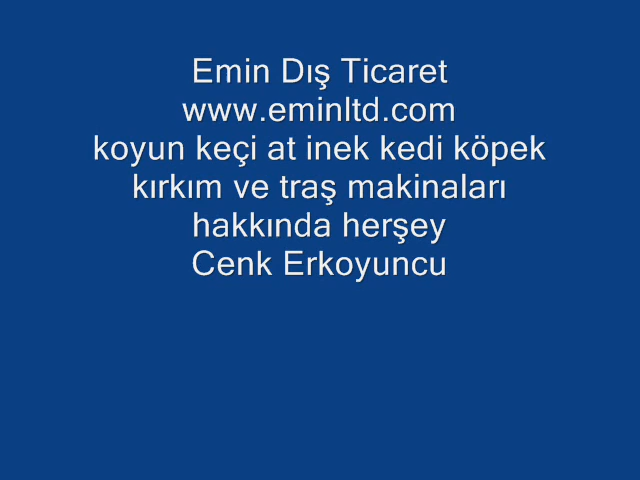 Emin Dış Ticaret
www.eminltd.com
koyun keçi at inek kedi köpek
kırkım ve traş makinaları
hakkında herşey
Cenk Erkoyuncu